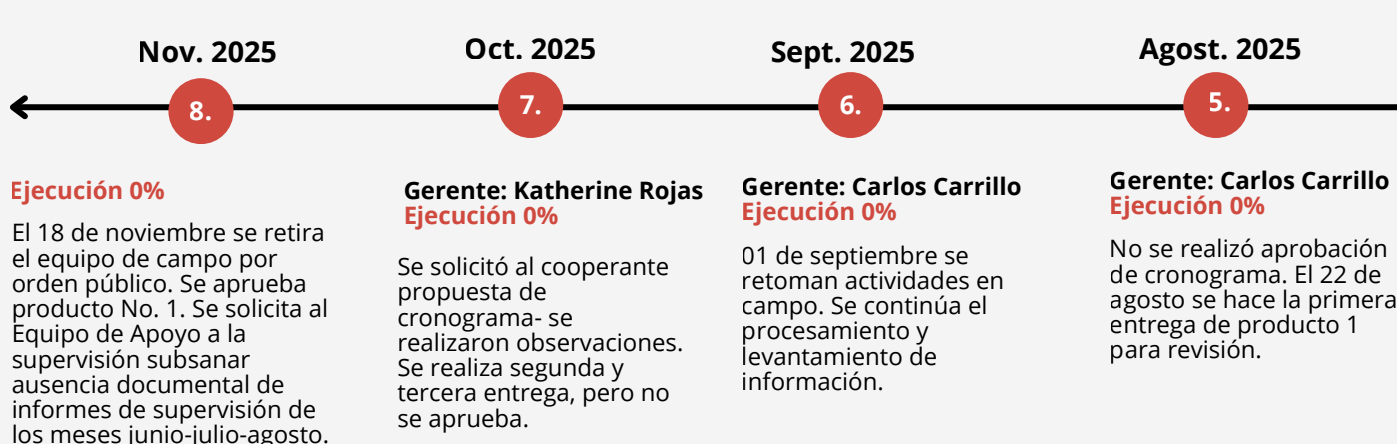 Nov. 2025
Oct. 2025
Sept. 2025
Agost. 2025
8.
7.
6.
5.
Ejecución 0%
El 18 de noviembre se retira
el equipo de campo por
orden público. Se aprueba
producto No. 1. Se solicita al
Equipo de Apoyo a la
supervisión subsanar
ausencia documental de
informes de supervisión de
los meses junio-julio-agosto.
Gerente: Katherine Rojas
Ejecución 0%
Se solicitó al cooperante
propuesta de
cronograma- se
realizaron observaciones.
Se realiza segunda y
tercera entrega, pero no
se aprueba.
Gerente: Carlos Carrillo
Ejecución 0%
01 de septiembre se
retoman actividades en
campo. Se continúa el
procesamiento y
levantamiento de
información.
Gerente: Carlos Carrillo
Ejecución 0%
No se realizó aprobación
de cronograma. El 22 de
agosto se hace la primera
entrega de producto 1
para revisión.